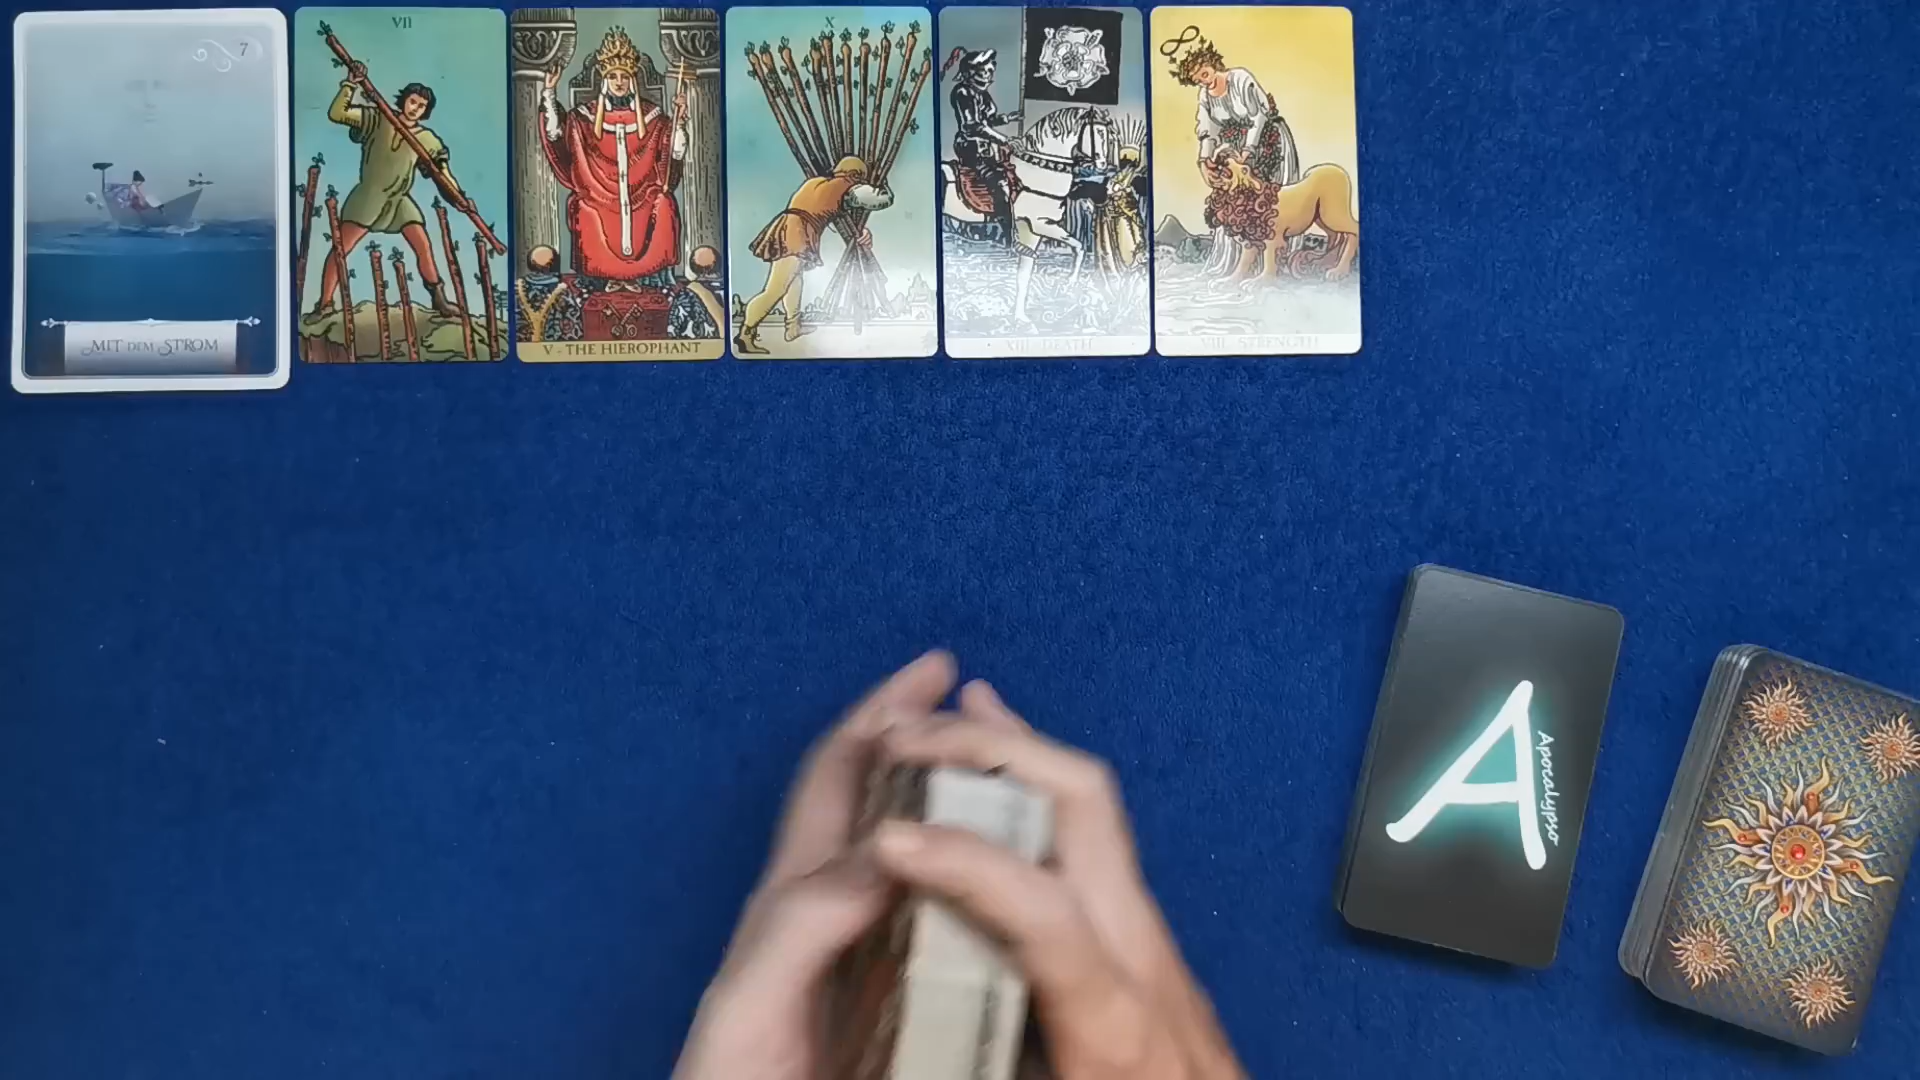 7
MIT DEM STROM
VII
V - THE HIEROPHANT
X
XIII DEATH
VIII STRENGTH
A
Apocalypso